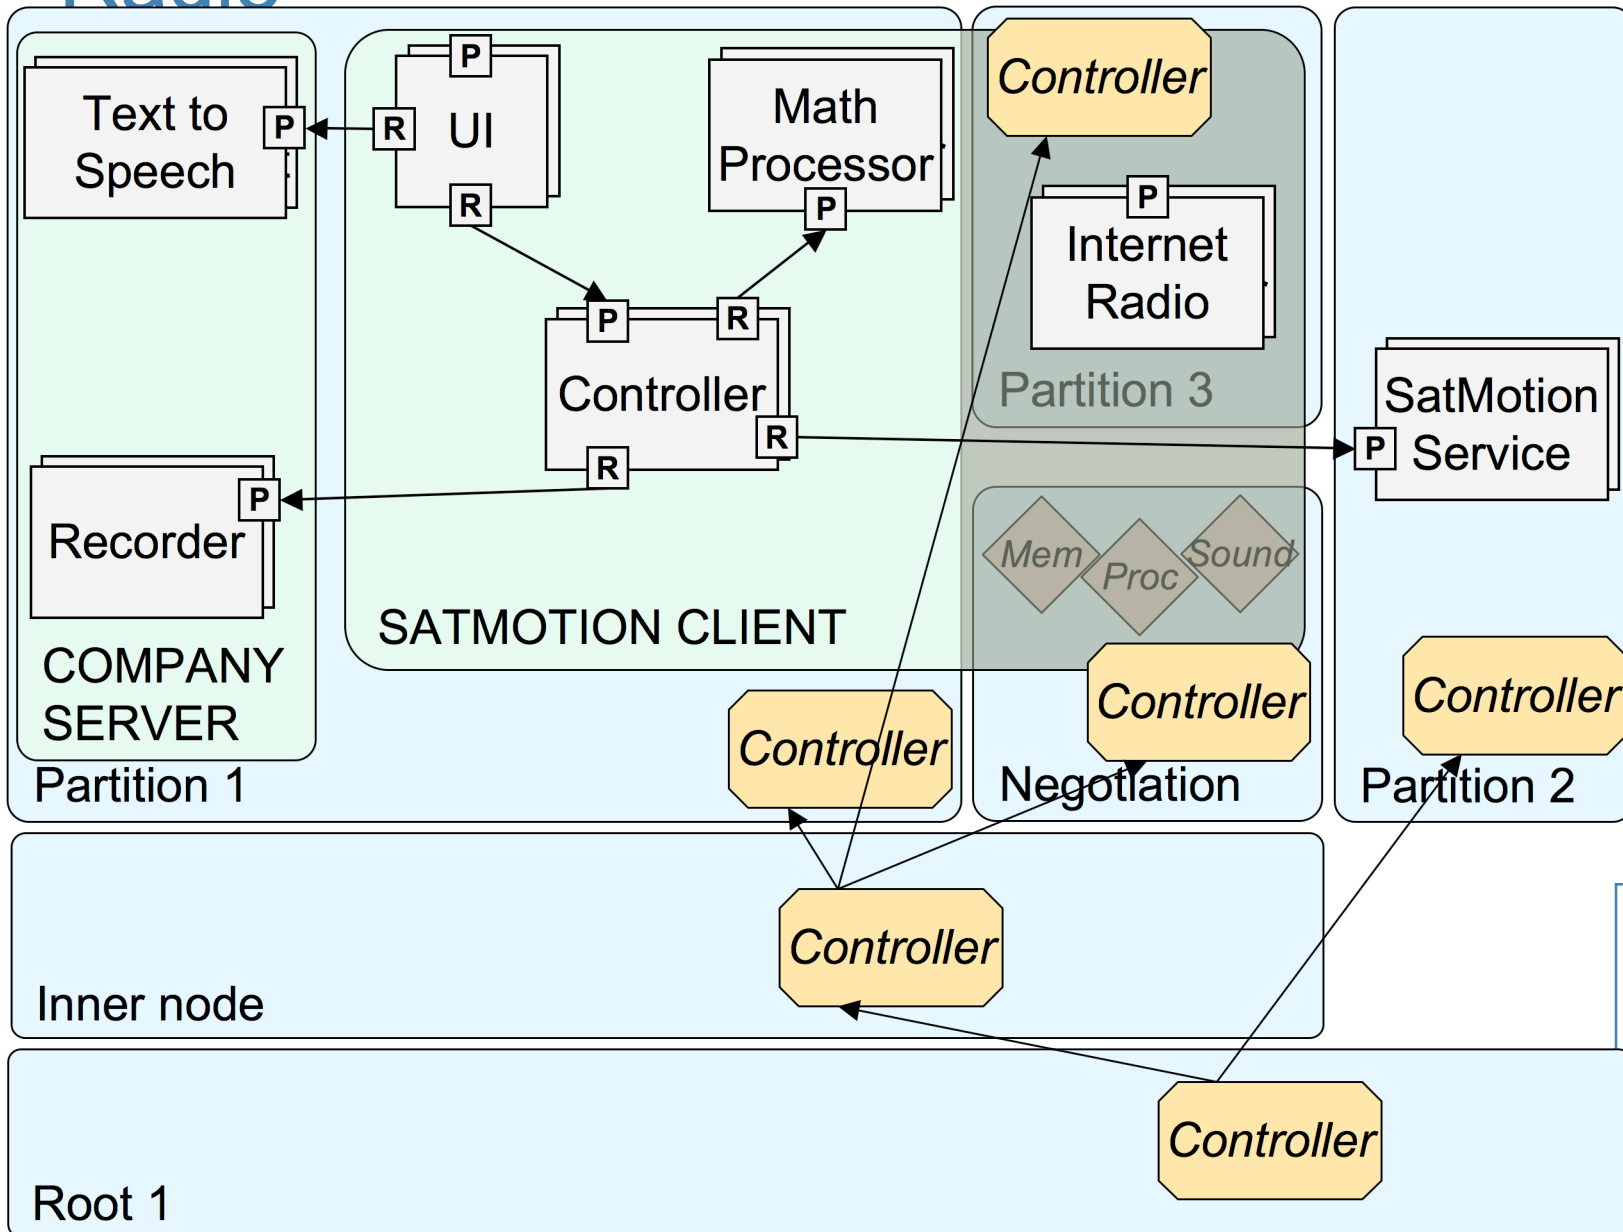 Radio
Text to
Speech
P
R
P
UI
R
Math
Processor
P
Controller
P
Internet
Radio
Partition 3
P
R
Controller
R
R
P
SatMotion
Service
P
Recorder
Mem
Proc
Sound
SATMOTION CLIENT
COMPANY
SERVER
Partition 1
Controller
Controller
Negotiation
Controller
Partition 2
Controller
Inner node
Controller
Root 1